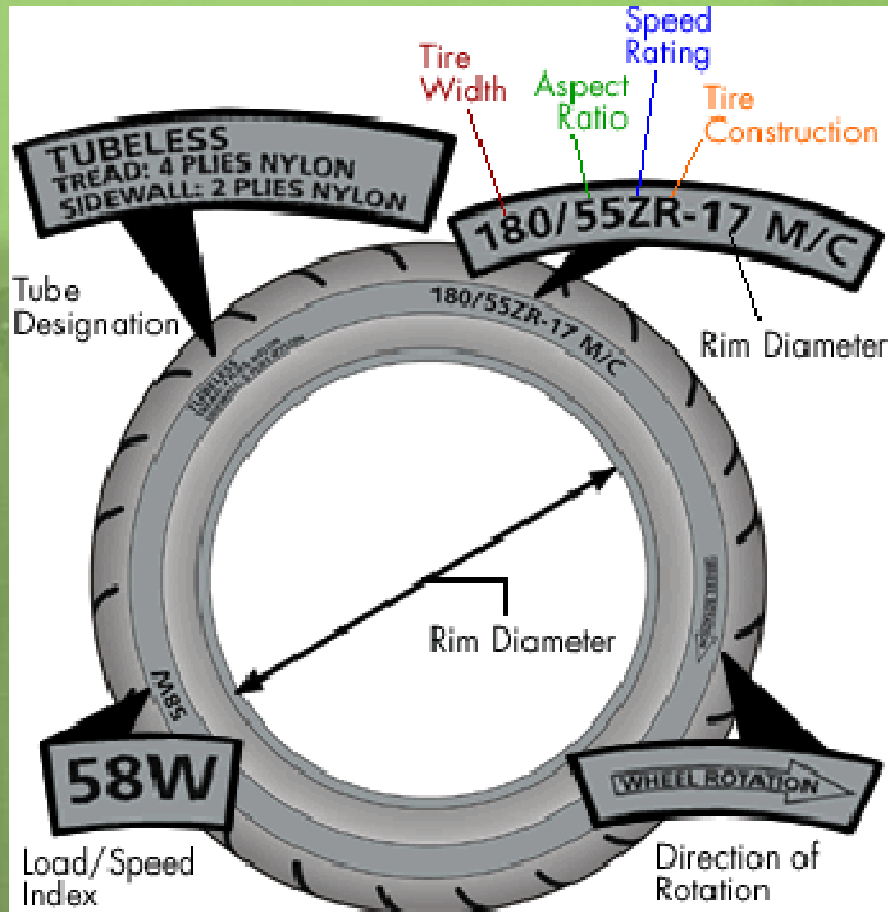 Speed
Rating
Tire
Width
Aspect
Ratio
Tire
Construction
TUBELESS
TREAD: 4 PLIES NYLON
SIDEWALL: 2 PLIES NYLON
180/55ZR-17 M/C
Tube
Designation
180/55ZR-17 M/C
Rim Diameter
TUBELESS
Rim Diameter
58W
58W
WHEEL ROTATION
Load/Speed
Index
Direction of
Rotation